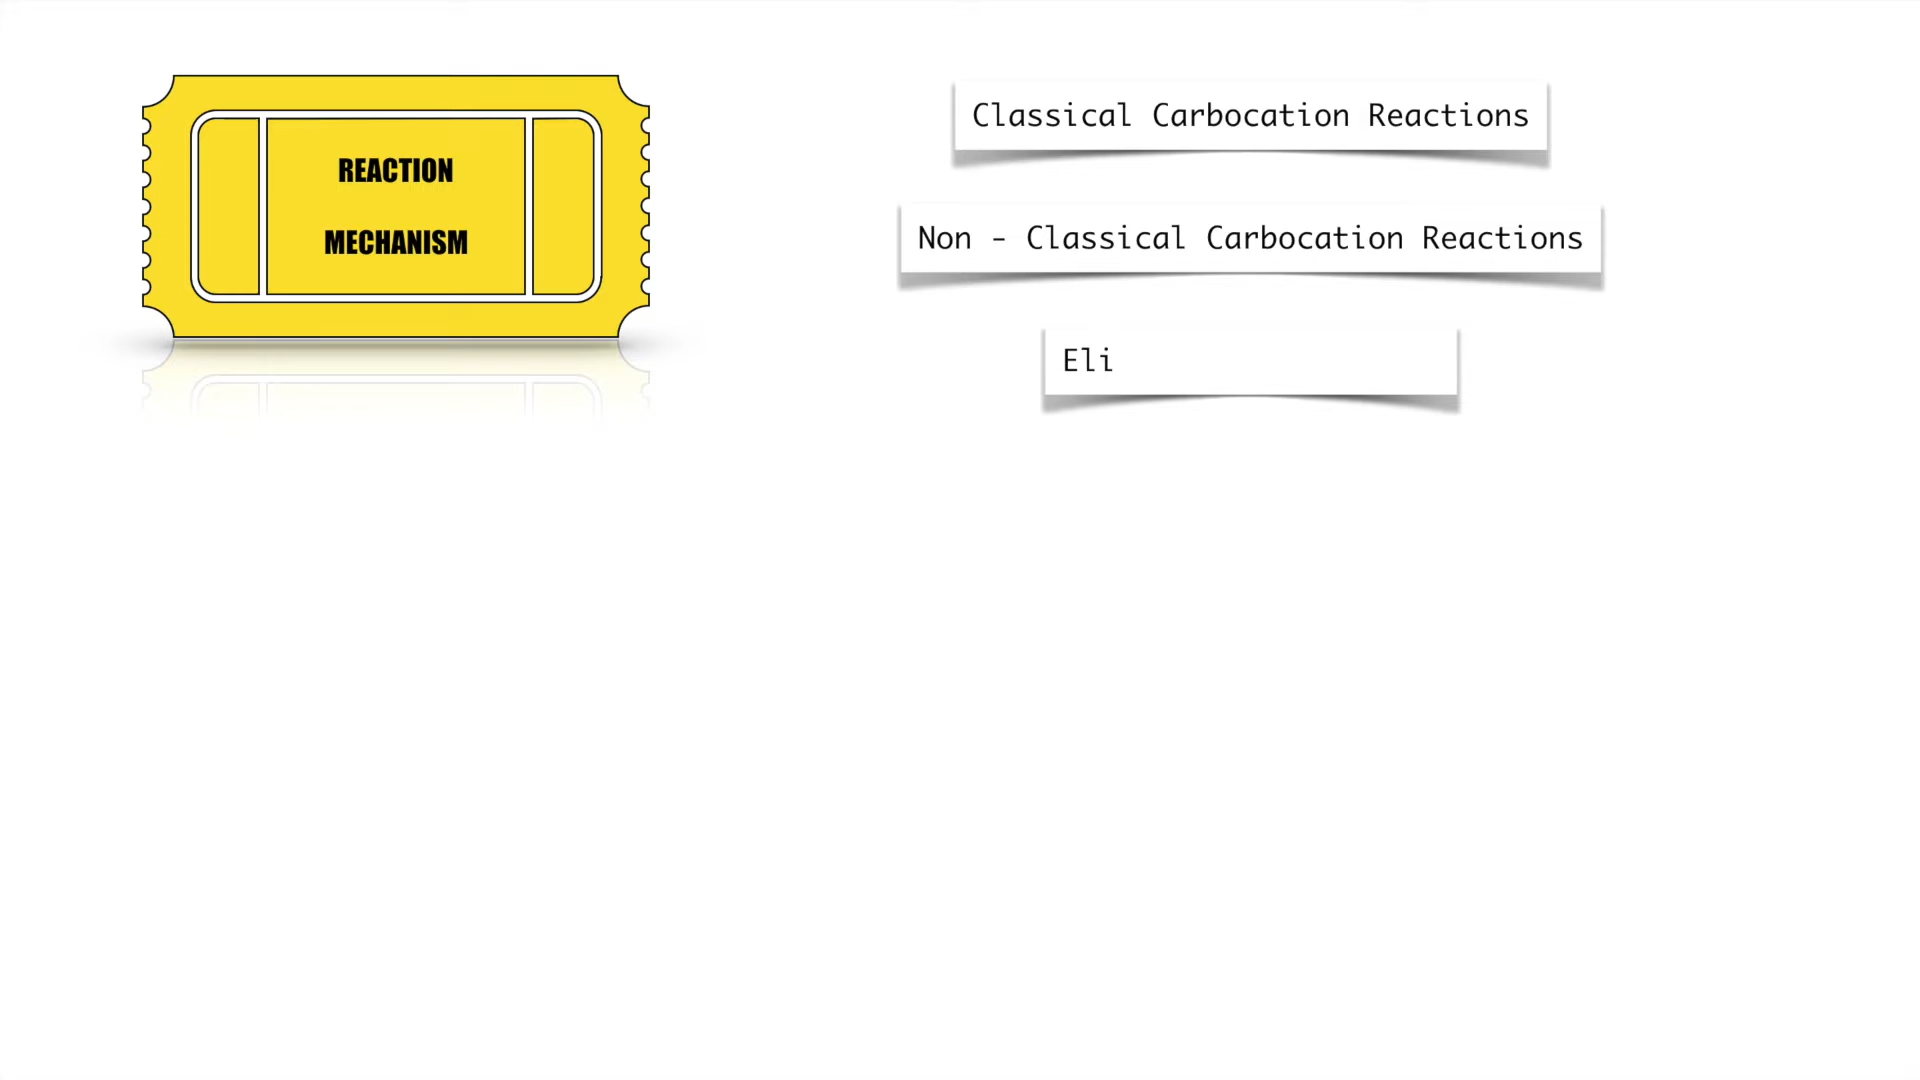 REACTION
MECHANISM
Classical Carbocation Reactions
Non - Classical Carbocation Reactions
Eli